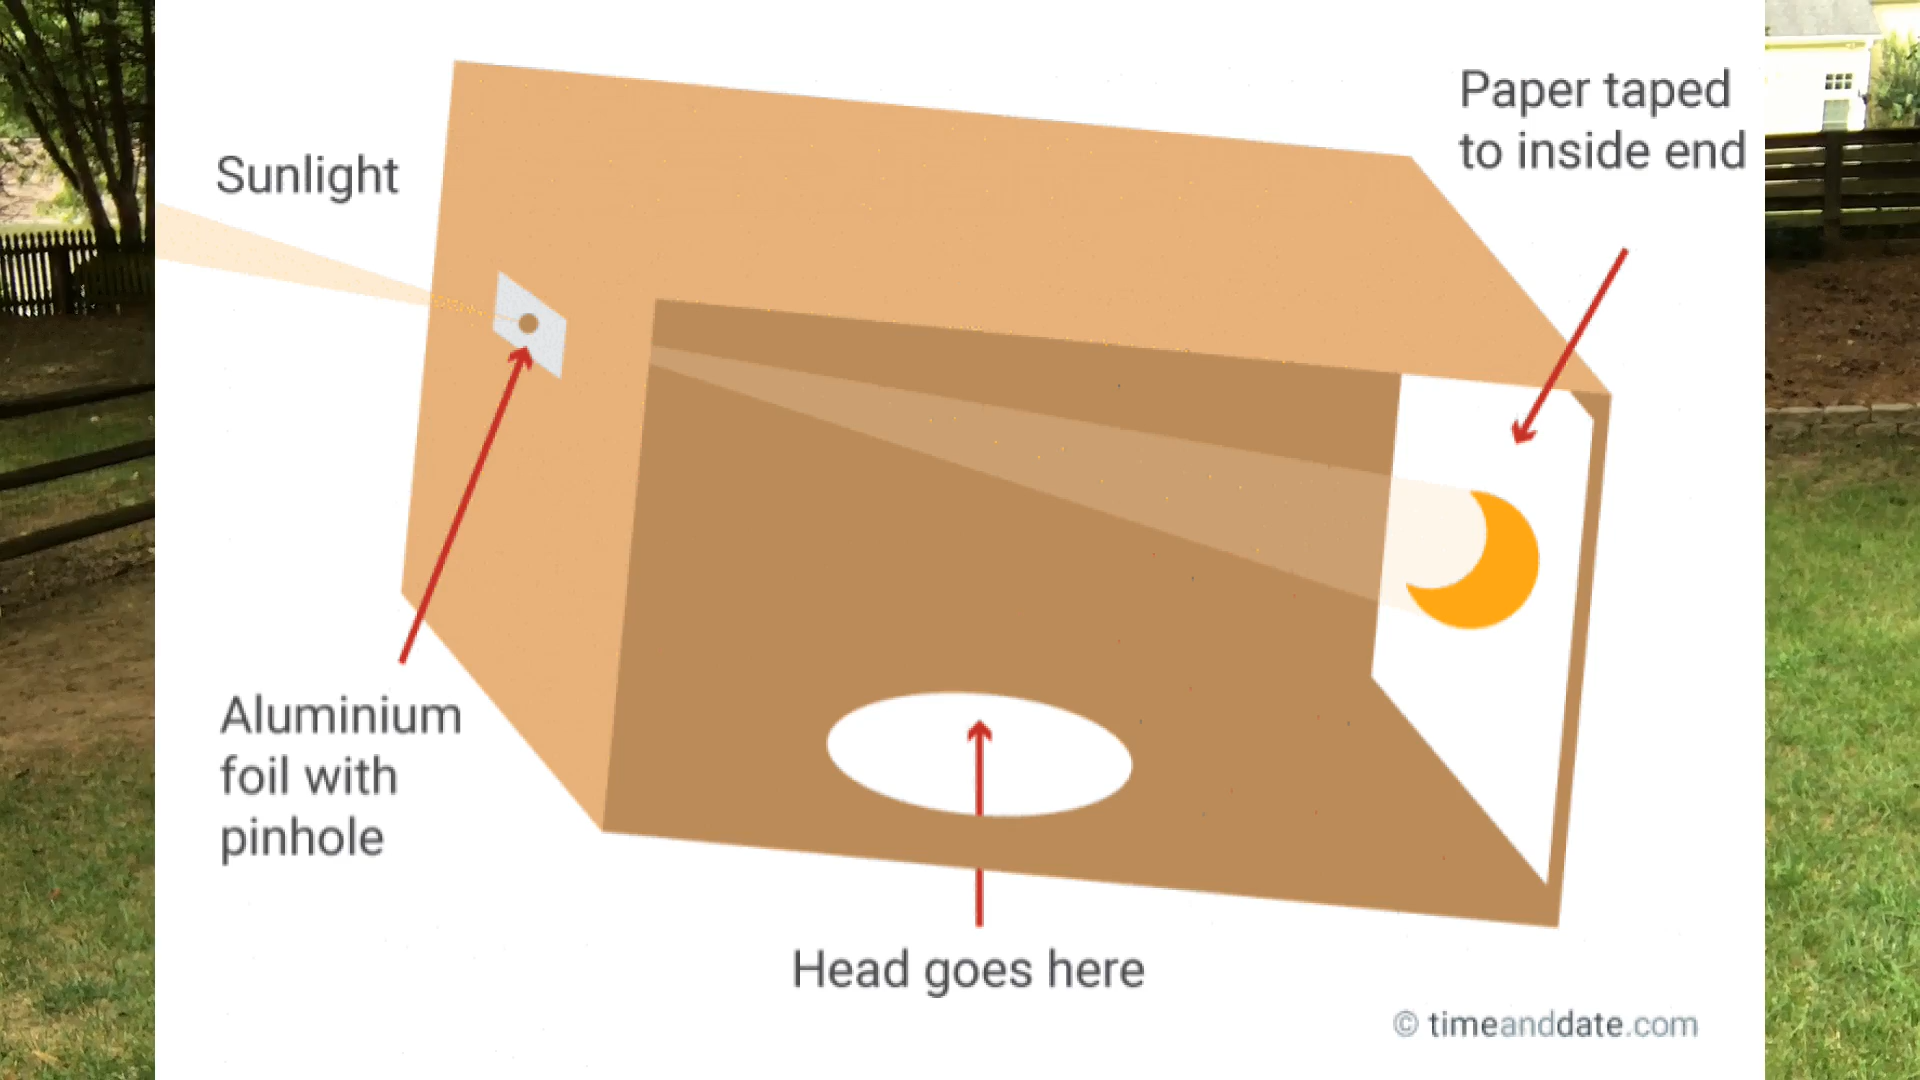 Sunlight
Paper taped
to inside end
Aluminium
foil with
pinhole
Head goes here
© timeanddate.com